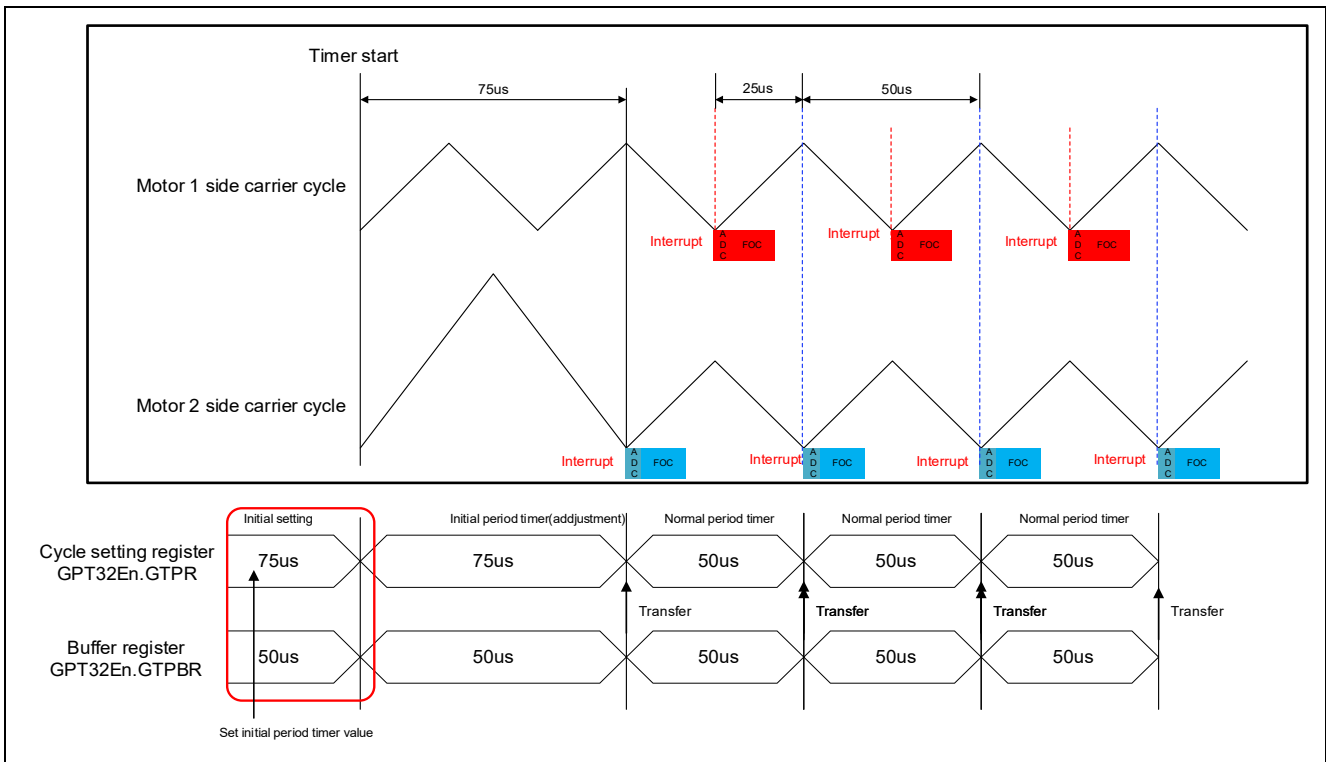 Timer start
75us
25us
50us
Motor 1 side carrier cycle
Interrupt
A
D
C
FOC
Interrupt
A
D
C
FOC
Interrupt
A
D
C
FOC
Motor 2 side carrier cycle
Interrupt
A
D
C
FOC
Interrupt
A
D
C
FOC
Interrupt
A
D
C
FOC
Interrupt
A
D
C
FOC
Initial setting
Initial period timer(addjustment)
Normal period timer
Normal period timer
Normal period timer
Cycle setting register
GPT32En.GTPR
75us
75us
50us
50us
50us
Transfer
Transfer
Transfer
Transfer
Buffer register
GPT32En.GTPBR
50us
50us
50us
50us
50us
Set initial period timer value